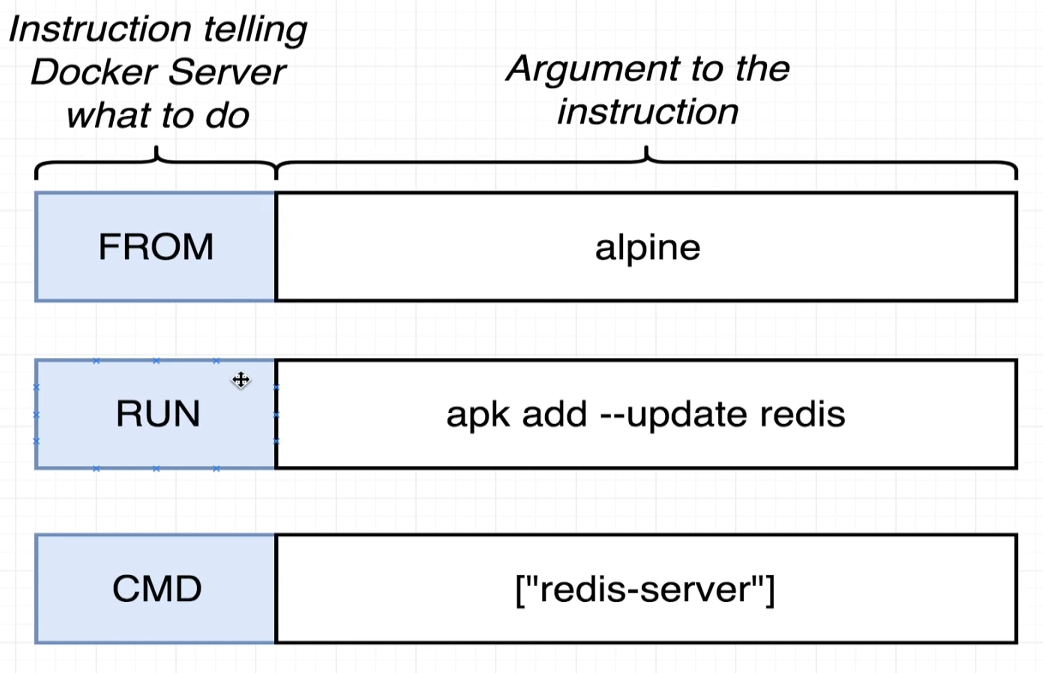 Instruction telling
Docker Server
what to do
Argument to the
instruction
FROM
alpine
RUN
apk add --update redis
CMD
["redis-server"]